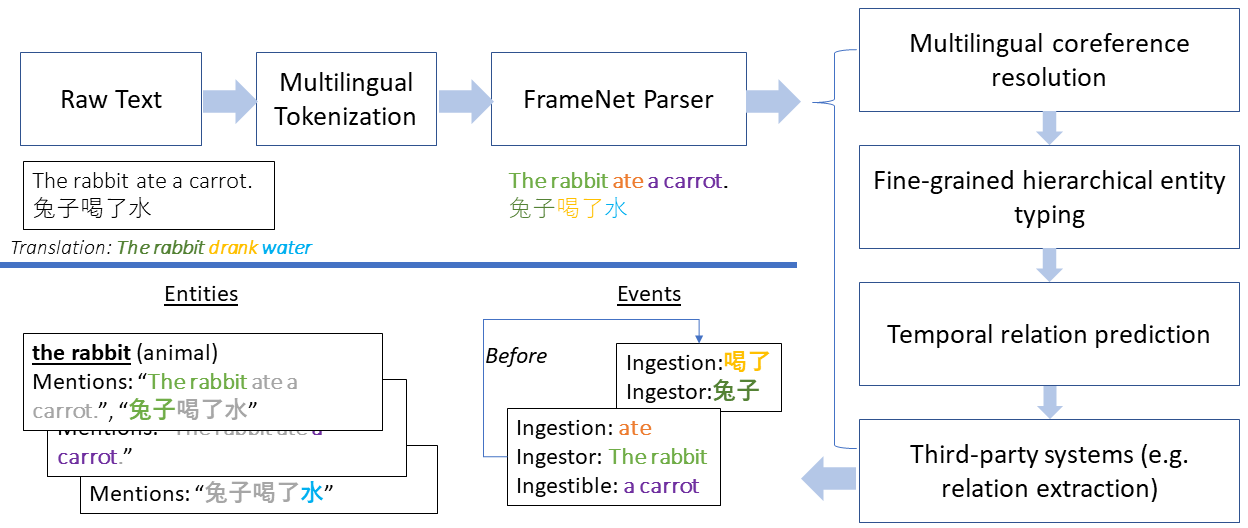 Raw Text
Multilingual
Tokenization
FrameNet Parser
Multilingual coreference
resolution
Fine-grained hierarchical entity
typing
Temporal relation prediction
Third-party systems (e.g.
relation extraction)
The rabbit ate a carrot.
兔子喝了水
Translation: The rabbit drank water
The rabbit ate a carrot.
兔子喝了水
Entities
the rabbit (animal)
Mentions: “The rabbit ate a
carrot.”, “兔子喝了水”
Mentions: “The rabbit ate a
carrot.”
Mentions: “兔子喝了水”
Events
Before
Ingestion:喝了
Ingestor:兔子
Ingestion: ate
Ingestor: The rabbit
Ingestible: a carrot